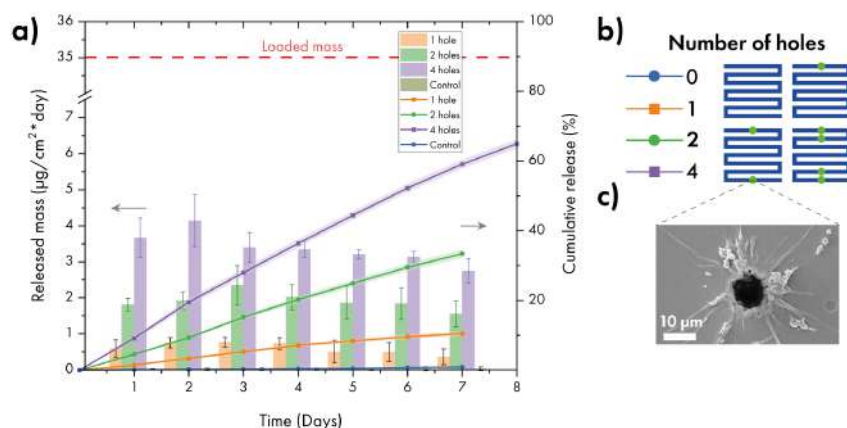 a)
36
35
7
6
5
4
3
2
1
0
Released mass (µg/cm²*day)
Loaded mass
1 hole
2 holes
4 holes
Control
1 hole
2 holes
4 holes
Control
100
80
60
40
20
0
Cumulative release (%)
1 2 3 4 5 6 7 8
Time (Days)
b)
Number of holes
0
1
2
4
c)
10 µm